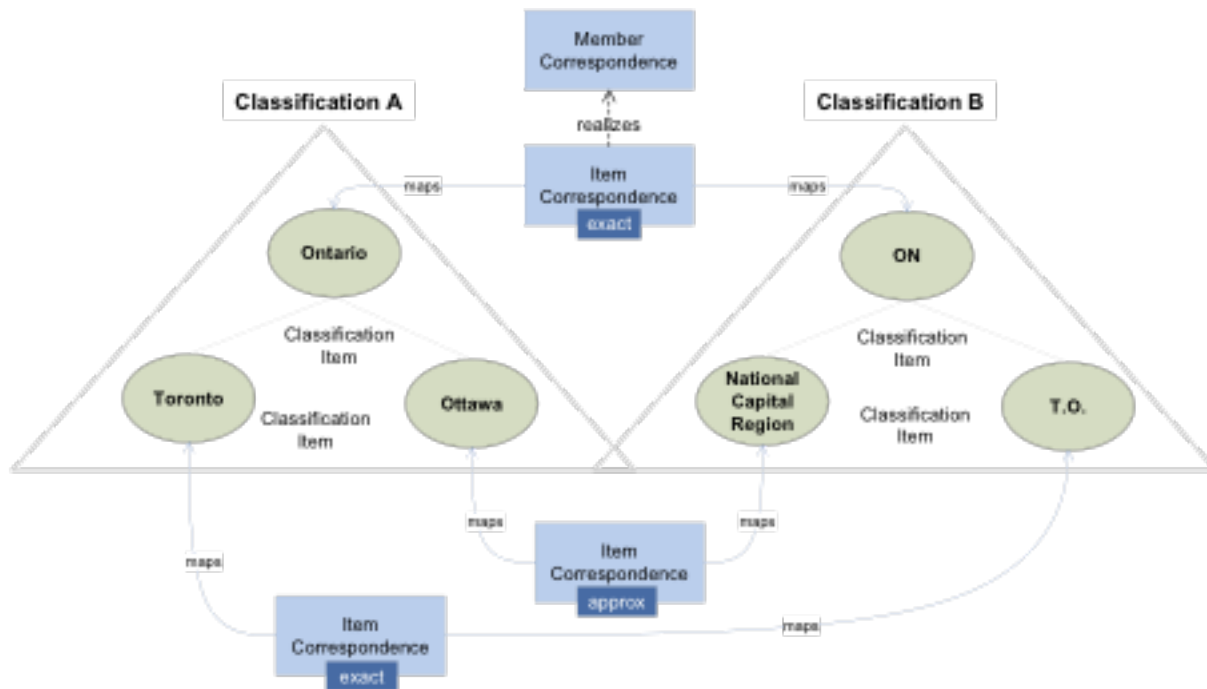 Member
Correspondence
Classification A
Classification B
realizes
maps
Item
Correspondence
exact
maps
Ontario
ON
Classification
Item
Classification
Item
Toronto
Classification
Item
Ottawa
National
Capital
Region
Classification
Item
T.O.
maps
maps
maps
Item
Correspondence
approx
Item
Correspondence
exact
maps